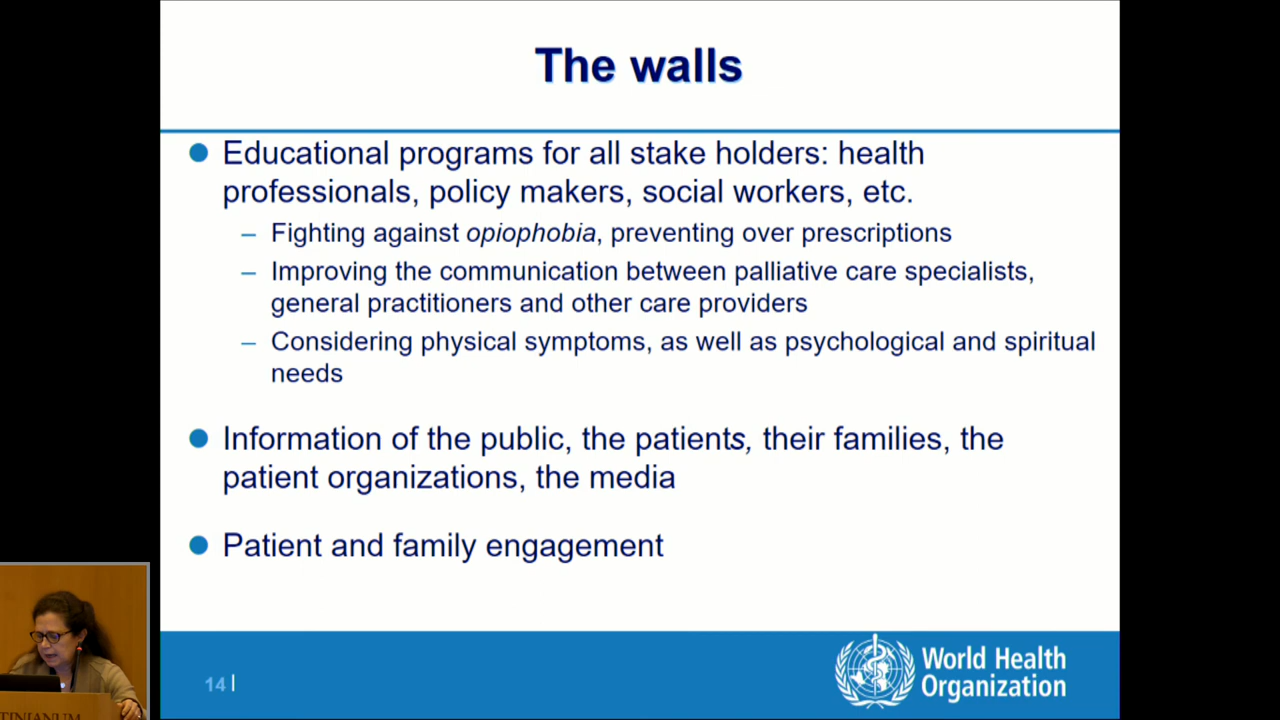 The walls
Educational programs for all stake holders: health
professionals, policy makers, social workers, etc.
– Fighting against opiophobia, preventing over prescriptions
– Improving the communication between palliative care specialists,
general practitioners and other care providers
– Considering physical symptoms, as well as psychological and spiritual
needs
Information of the public, the patients, their families, the
patient organizations, the media
Patient and family engagement
14 |
World Health
Organization
TINIANUM